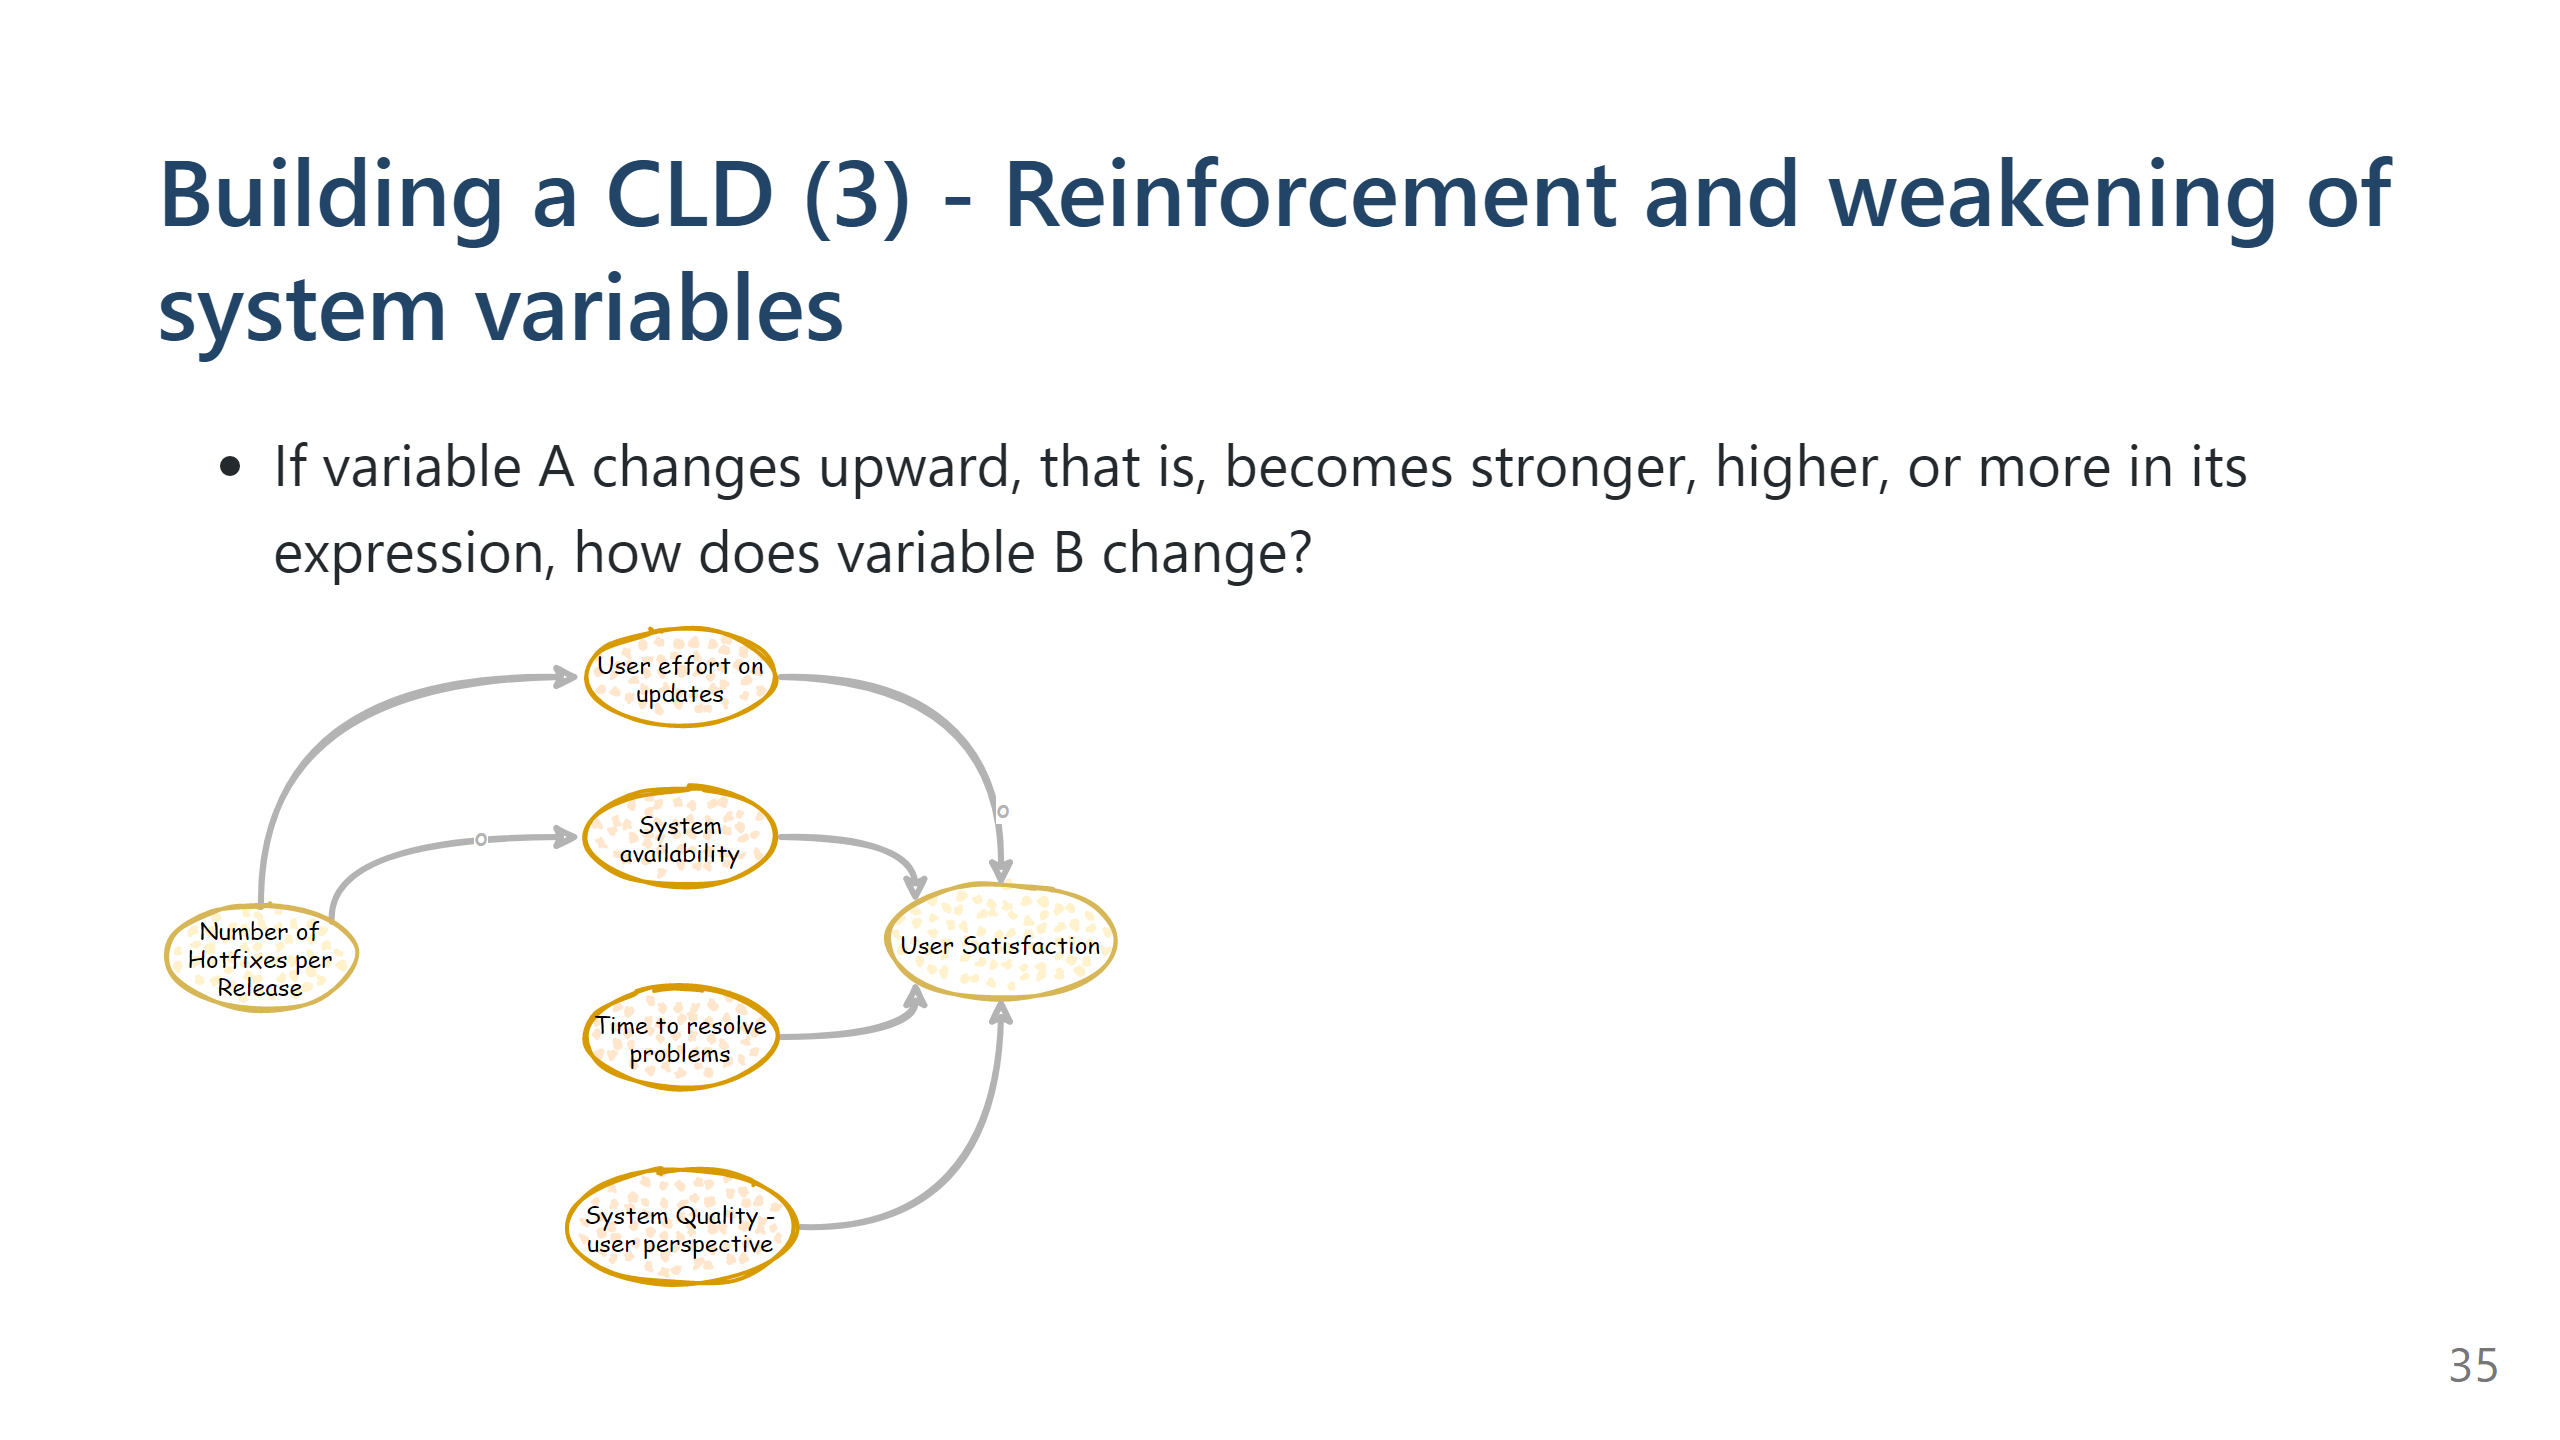 Building a CLD (3) - Reinforcement and weakening of
system variables
• If variable A changes upward, that is, becomes stronger, higher, or more in its
expression, how does variable B change?
User effort on
updates
o
System
availability
o
Number of
Hotfixes per
Release
User Satisfaction
Time to resolve
problems
System Quality -
user perspective
35